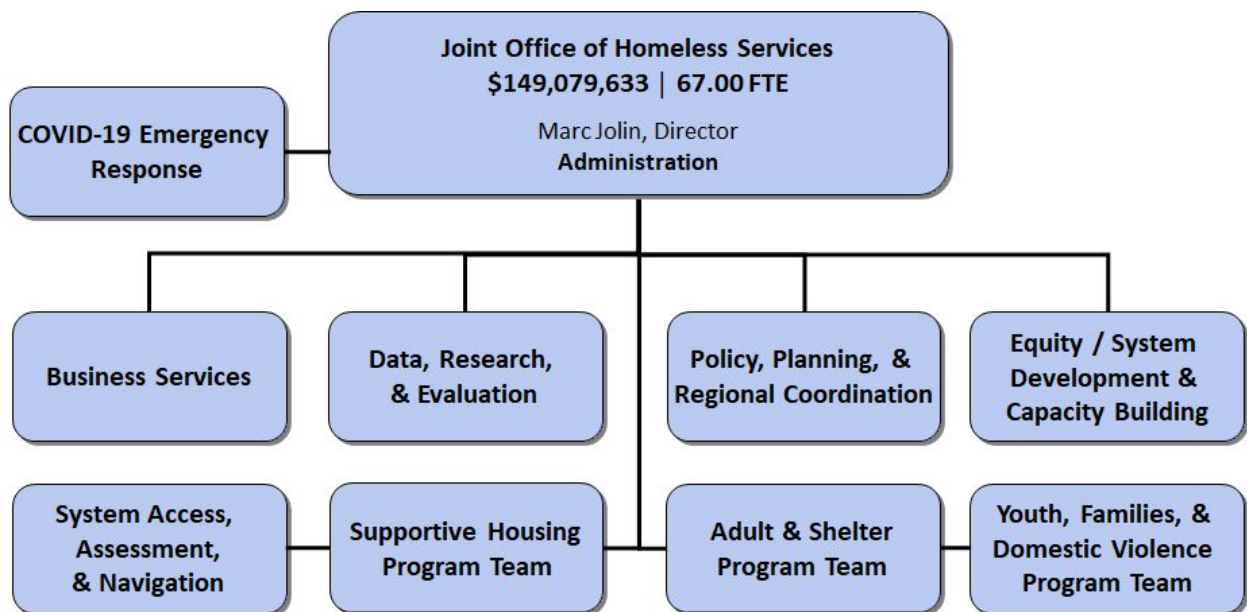 Joint Office of Homeless Services
$149,079,633 | 67.00 FTE
Marc Jolin, Director
Administration
COVID-19 Emergency
Response
Business Services
Data, Research,
& Evaluation
Policy, Planning, &
Regional Coordination
Equity / System
Development &
Capacity Building
System Access,
Assessment,
& Navigation
Supportive Housing
Program Team
Adult & Shelter
Program Team
Youth, Families, &
Domestic Violence
Program Team